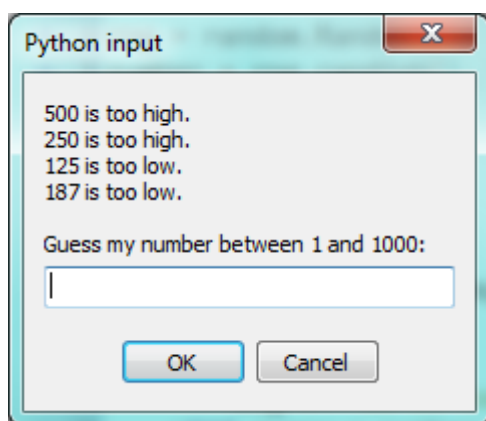 Python input
500 is too high.
250 is too high.
125 is too low.
187 is too low.
Guess my number between 1 and 1000:
OK
Cancel